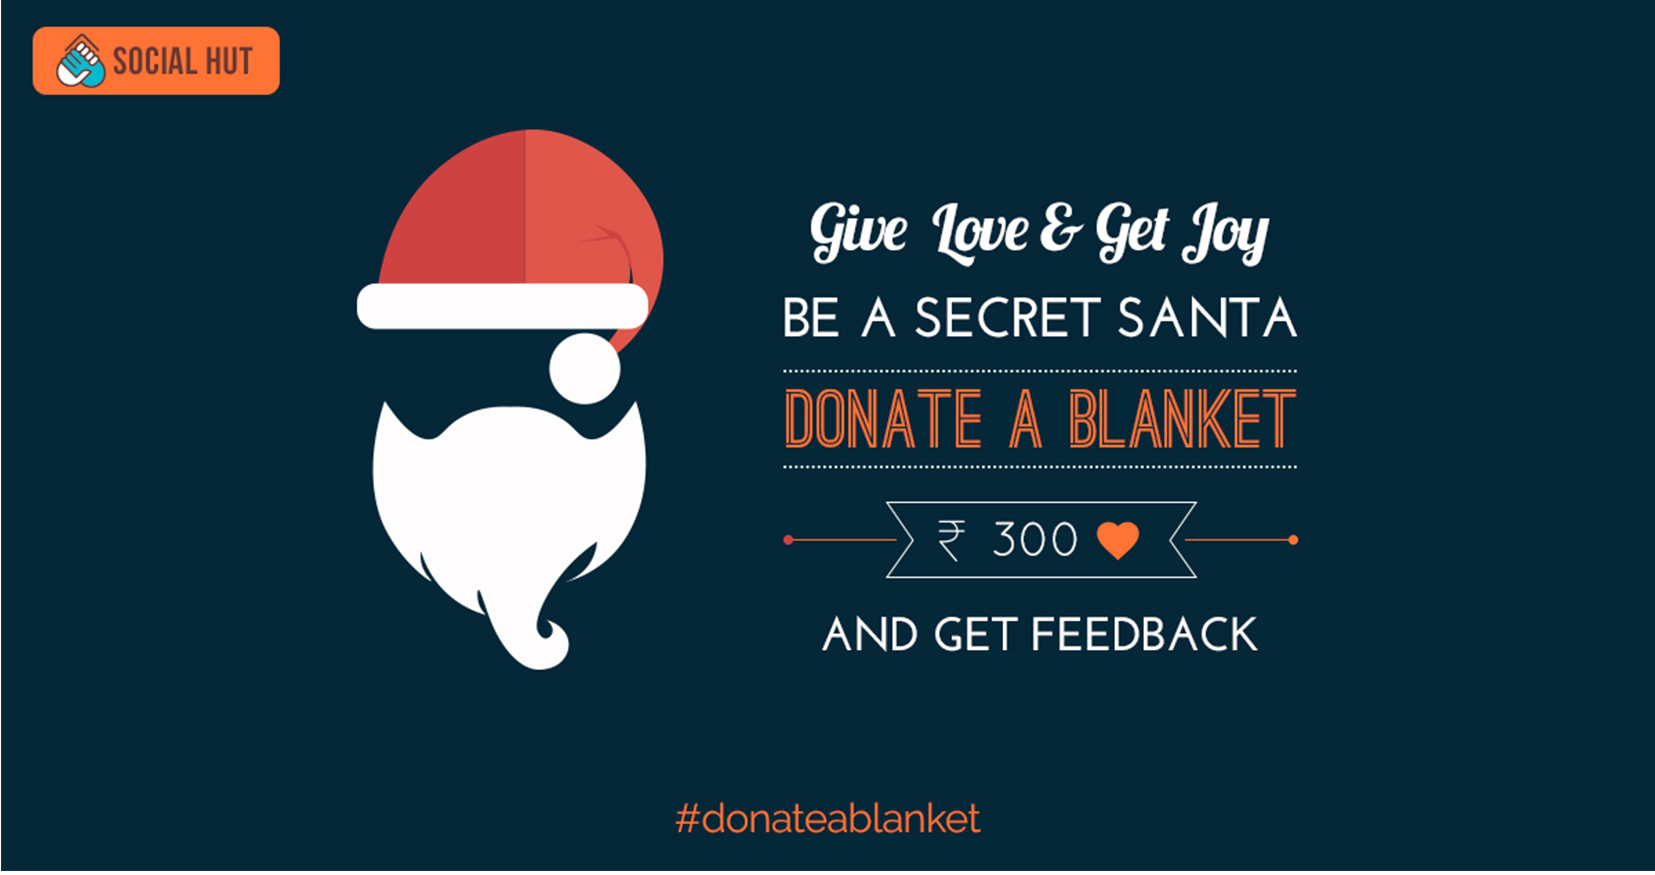 SOCIAL HUT
Give Love & Get Joy
BE A SECRET SANTA
DONATE A BLANKET
₹ 300
AND GET FEEDBACK
#donateablanket